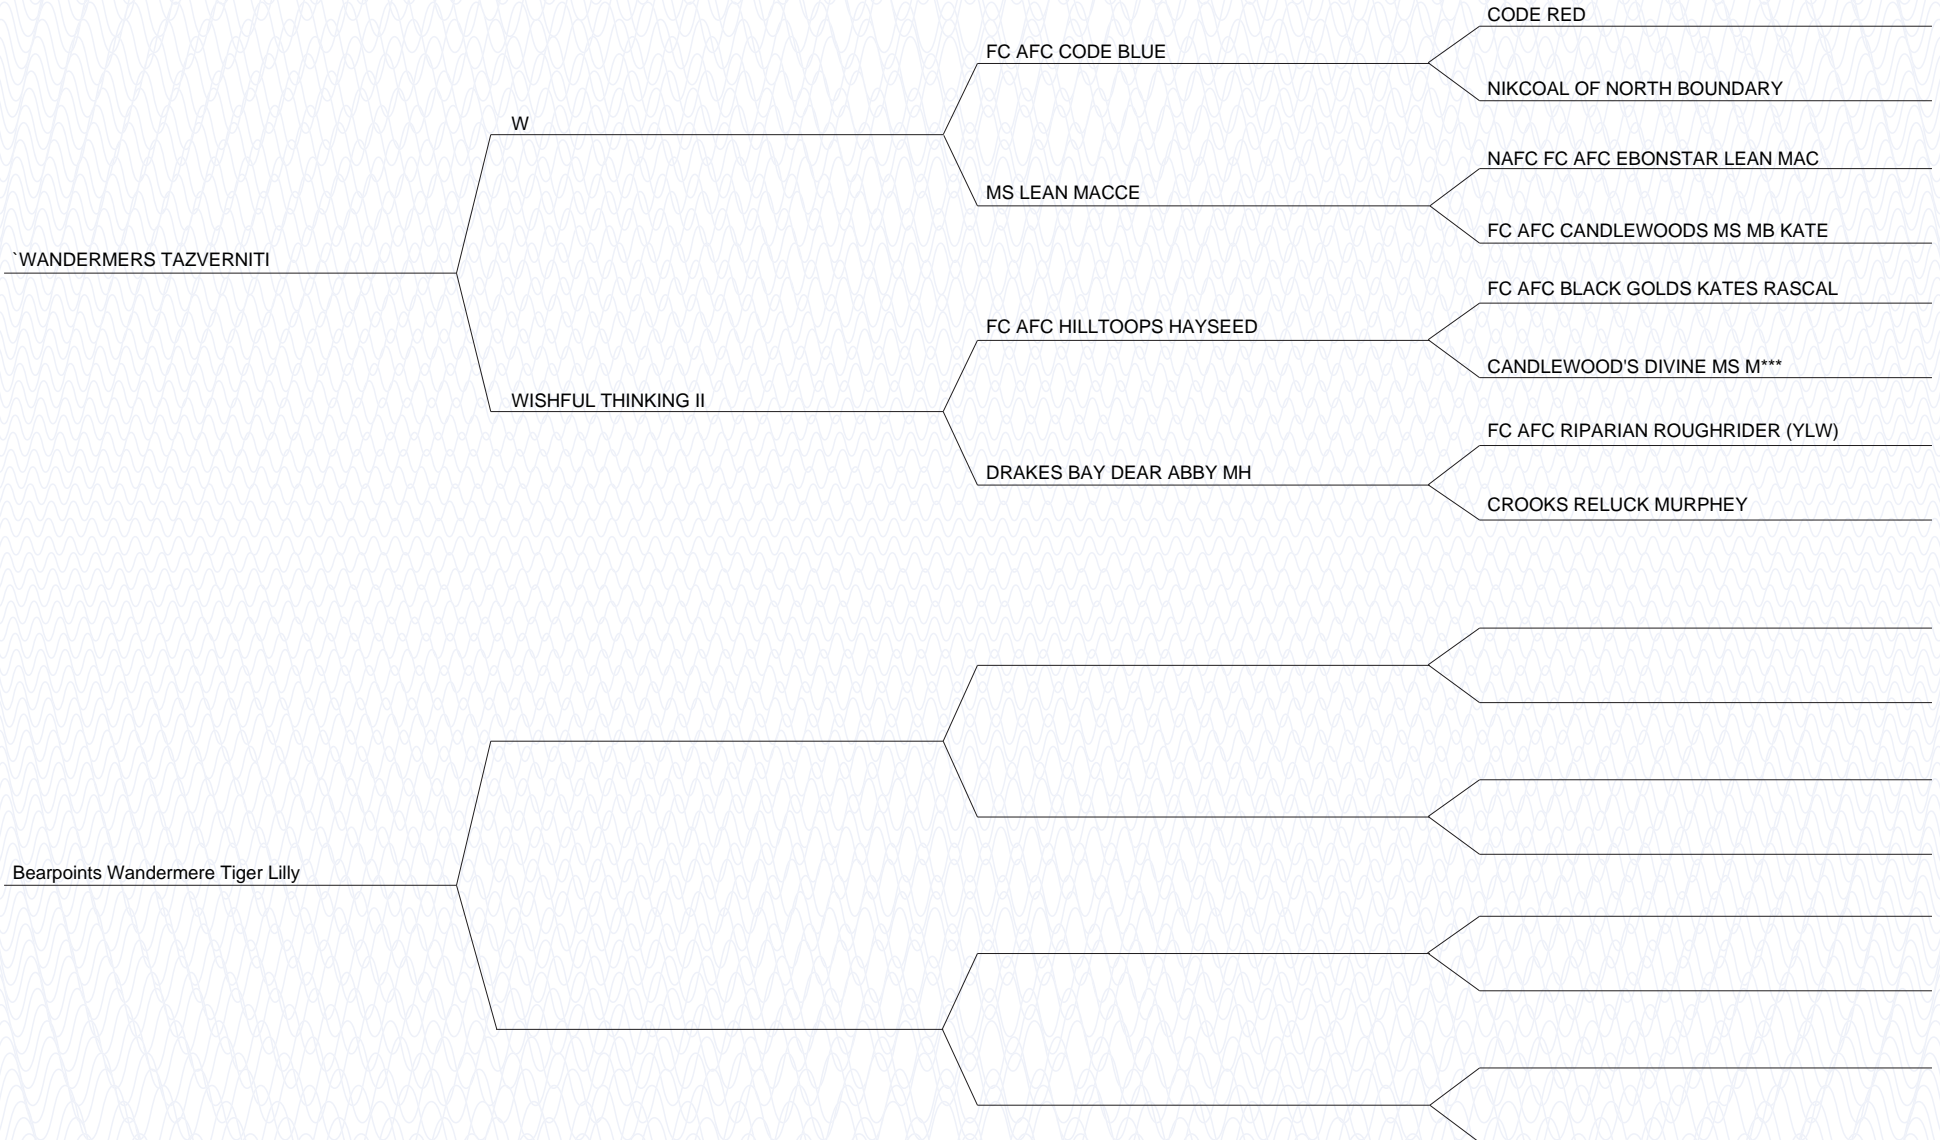 CODE RED
FC AFC CODE BLUE
NIKCOAL OF NORTH BOUNDARY
W
NAFC FC AFC EBONSTAR LEAN MAC
MS LEAN MACCE
FC AFC CANDLEWOODS MS MB KATE
`WANDERMERS TAZVERNITI
FC AFC BLACK GOLDS KATES RASCAL
FC AFC HILLTOOPS HAYSEED
CANDLEWOOD'S DIVINE MS M***
WISHFUL THINKING II
FC AFC RIPARIAN ROUGHRIDER (YLW)
DRAKES BAY DEAR ABBY MH
CROOKS RELUCK MURPHEY
Bearpoints Wandermere Tiger Lilly